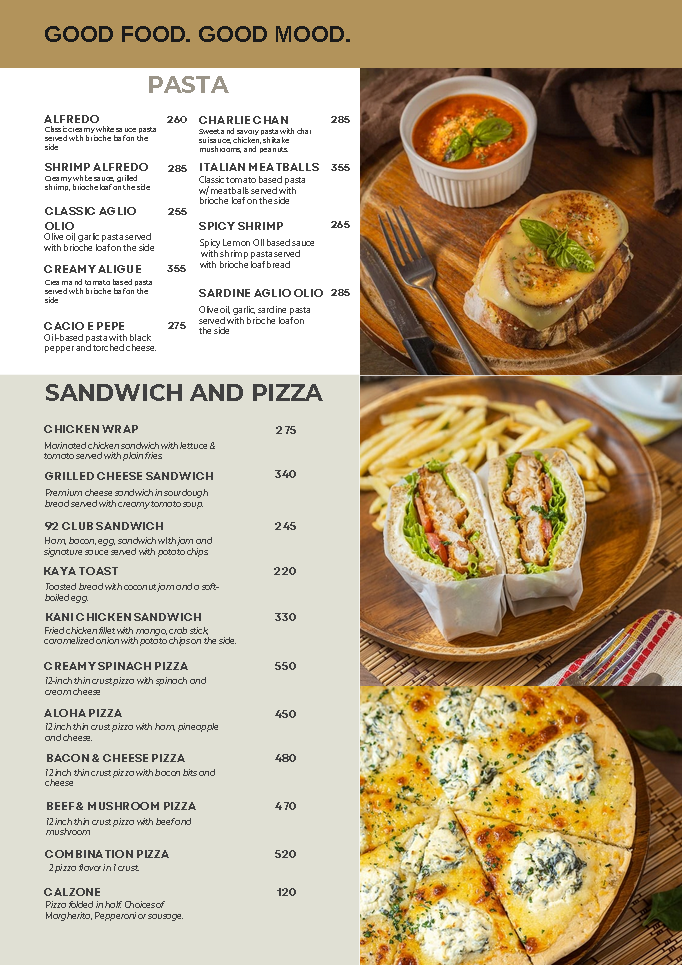 GOOD FOOD. GOOD MOOD.
PASTA
ALFREDO 260
Classic creamy white sauce pasta
served with brioche loaf on the
side
SHRIMP ALFREDO 285
Creamy white sauce, grilled
shrimp, brioche loaf on the side
CLASSIC AGLIO 255
OLIO
Olive oil, garlic pasta served
with brioche loaf on the side
CREAMY ALIGUE 355
Cream and tomato based pasta
served with brioche loaf on the
side
CACIO E PEPE 275
Oil-based pasta with black
pepper and torched cheese.
CHARLIE CHAN 285
Sweet and savory pasta with char
sui sauce, chicken, shiitake
mushrooms, and peanuts.
ITALIAN MEATBALLS 355
Classic tomato based pasta
w/ meatballs served with
brioche loaf on the side
SPICY SHRIMP 265
Spicy Lemon Oil based sauce
with shrimp pasta served
with brioche loaf bread
SARDINE AGLIO OLIO 285
Olive oil, garlic, sardine pasta
served with brioche loaf on
the side
SANDWICH AND PIZZA
CHICKEN WRAP 275
Marinated chicken sandwich with lettuce &
tomato served with plain fries.
GRILLED CHEESE SANDWICH 340
Premium cheese sandwich in sourdough
bread served with creamy tomato soup.
92 CLUB SANDWICH 245
Ham, bacon, egg, sandwich with jam and
signature sauce served with potato chips.
KAYA TOAST 220
Toasted bread with coconut jam and a soft-
boiled egg.
KANI CHICKEN SANDWICH 330
Fried chicken fillet with mango, crab stick,
caramelized onion with potato chips on the side.
CREAMY SPINACH PIZZA 550
12-inch thin crust pizza with spinach and
cream cheese
ALOHA PIZZA 450
12 inch thin crust pizza with ham, pineapple
and cheese.
BACON & CHEESE PIZZA 480
12 inch thin crust pizza with bacon bits and
cheese
BEEF & MUSHROOM PIZZA 470
12 inch thin crust pizza with beef and
mushroom
COMBINATION PIZZA 520
2 pizza flavor in 1 crust.
CALZONE 120
Pizza folded in half. Choices of
Margherita, Pepperoni or sausage.